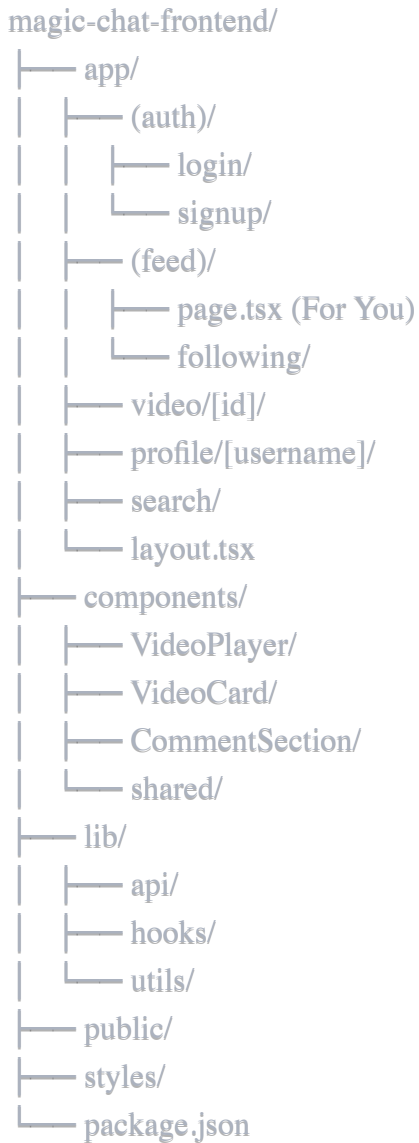 magic-chat-frontend/
├── app/
│   ├── (auth)/
│   │   ├── login/
│   │   └── signup/
│   ├── (feed)/
│   │   ├── page.tsx (For You)
│   │   └── following/
│   ├── video/[id]/
│   ├── profile/[username]/
│   ├── search/
│   └── layout.tsx
├── components/
│   ├── VideoPlayer/
│   ├── VideoCard/
│   ├── CommentSection/
│   └── shared/
├── lib/
│   ├── api/
│   ├── hooks/
│   └── utils/
├── public/
├── styles/
└── package.json